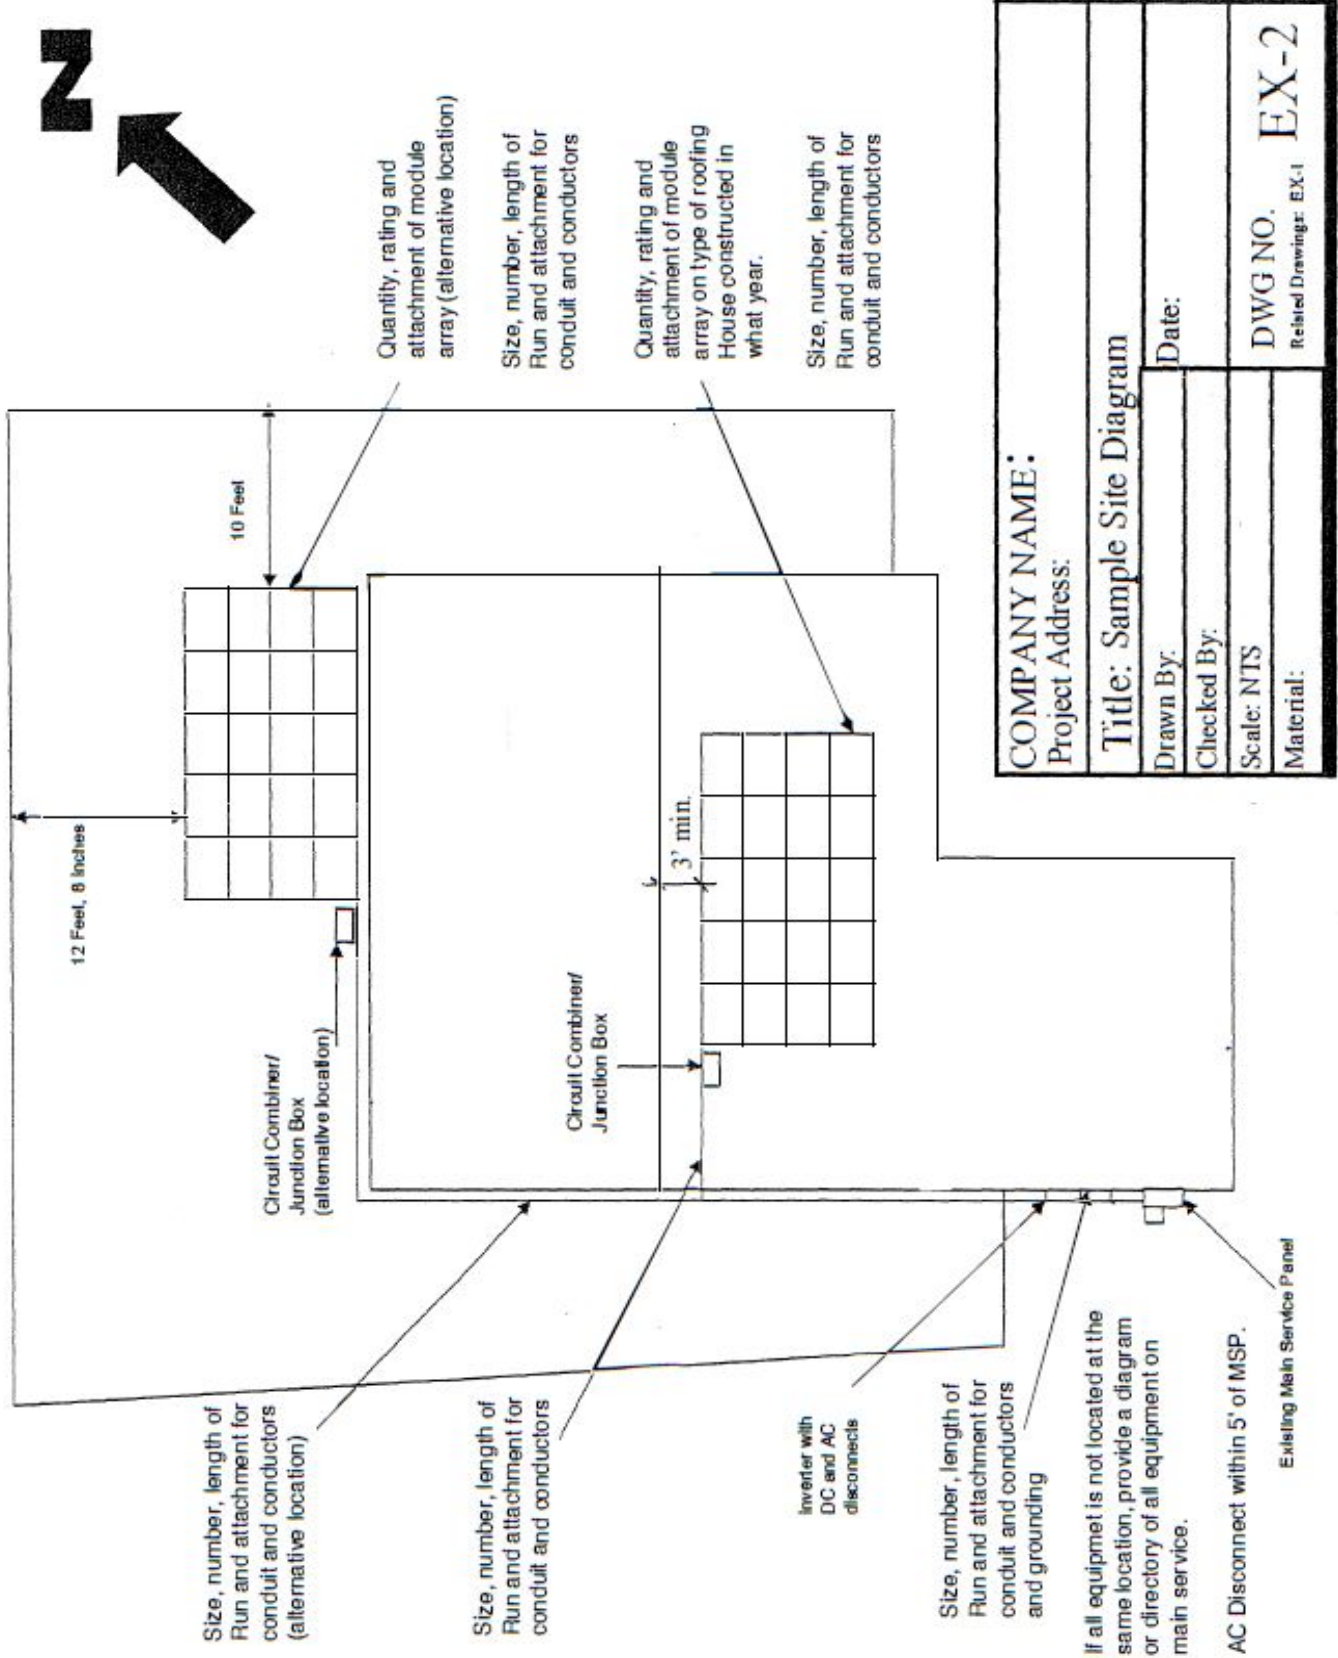 N
Quantity, rating and
attachment of module
array (alternative location)
Size, number, length of
Run and attachment for
conduit and conductors
Quantity, rating and
attachment of module
array on type of roofing
House constructed in
what year.
Size, number, length of
Run and attachment for
conduit and conductors
10 Feet
12 Feet, 8 Inches
3' min.
Circuit Combiner/
Junction Box
(alternative location)
Circuit Combiner/
Junction Box
Size, number, length of
Run and attachment for
conduit and conductors
(alternative location)
Size, number, length of
Run and attachment for
conduit and conductors
Inverter with
DC and AC
disconnects
Size, number, length of
Run and attachment for
conduit and conductors
and grounding
If all equipmet is not located at the
same location, provide a diagram
or directory of all equipment on
main service.
AC Disconnect within 5' of MSP.
Existing Main Service Panel
COMPANY NAME:
Project Address:
Title: Sample Site Diagram
Drawn By:
Date:
Checked By:
Scale: NTS
DWG NO. EX-2
Material:
Related Drawings: EX-1